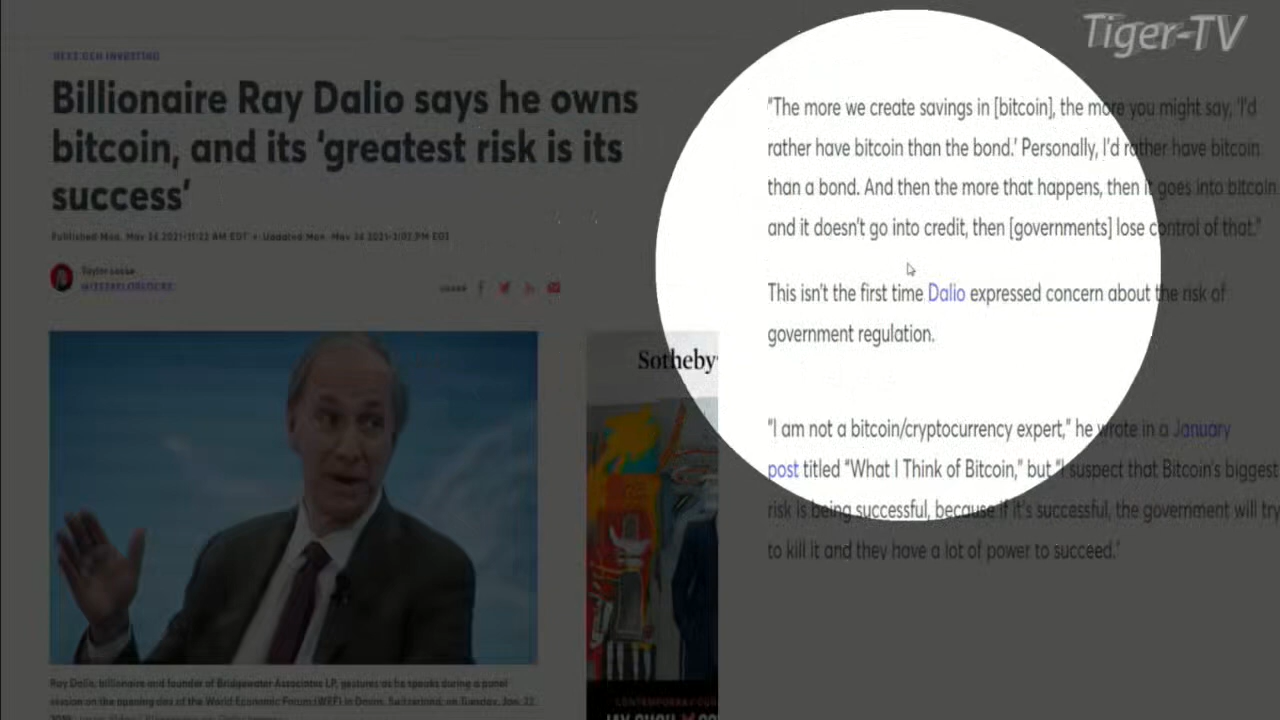 Tiger-TV
NEXT GEN INVESTING
Billionaire Ray Dalio says he owns
bitcoin, and its ‘greatest risk is its
success’
Published Mon, May 24 2021•11:22 AM EDT • Updated Mon, May 24 2021•3:07 PM EDT
SHARE
Sotheby'
Ray Dalio, billionaire and founder of Bridgewater Associates LP, gestures as he speaks during a panel
session on the opening day of the World Economic Forum (WEF) in Davos, Switzerland, on Tuesday, Jan. 22,
"The more we create savings in [bitcoin], the more you might say, 'I'd
rather have bitcoin than the bond.' Personally, I'd rather have bitcoin
than a bond. And then the more that happens, then it goes into bitcoin
and it doesn't go into credit, then [governments] lose control of that."
This isn't the first time Dalio expressed concern about the risk of
government regulation.
"I am not a bitcoin/cryptocurrency expert," he wrote in a January
post titled "What I Think of Bitcoin," but "I suspect that Bitcoin's biggest
risk is being successful, because if it's successful, the government will try
to kill it and they have a lot of power to succeed."